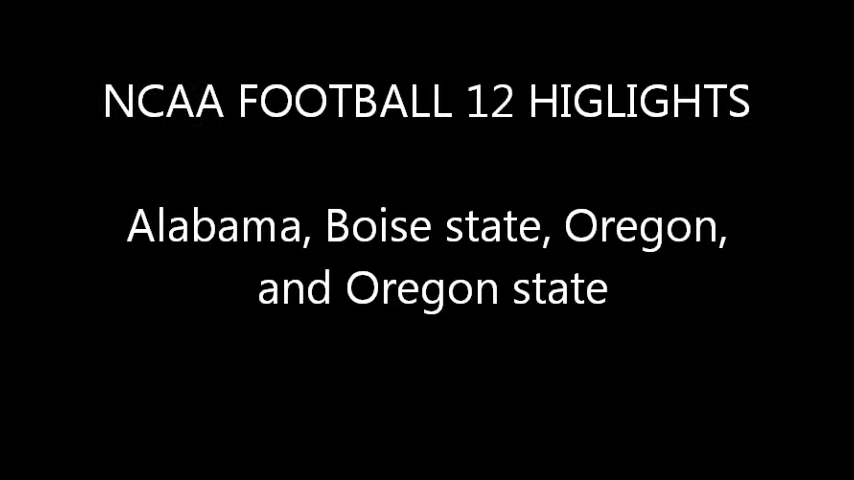 NCAA FOOTBALL 12 HIGLIGHTS
Alabama, Boise state, Oregon,
and Oregon state